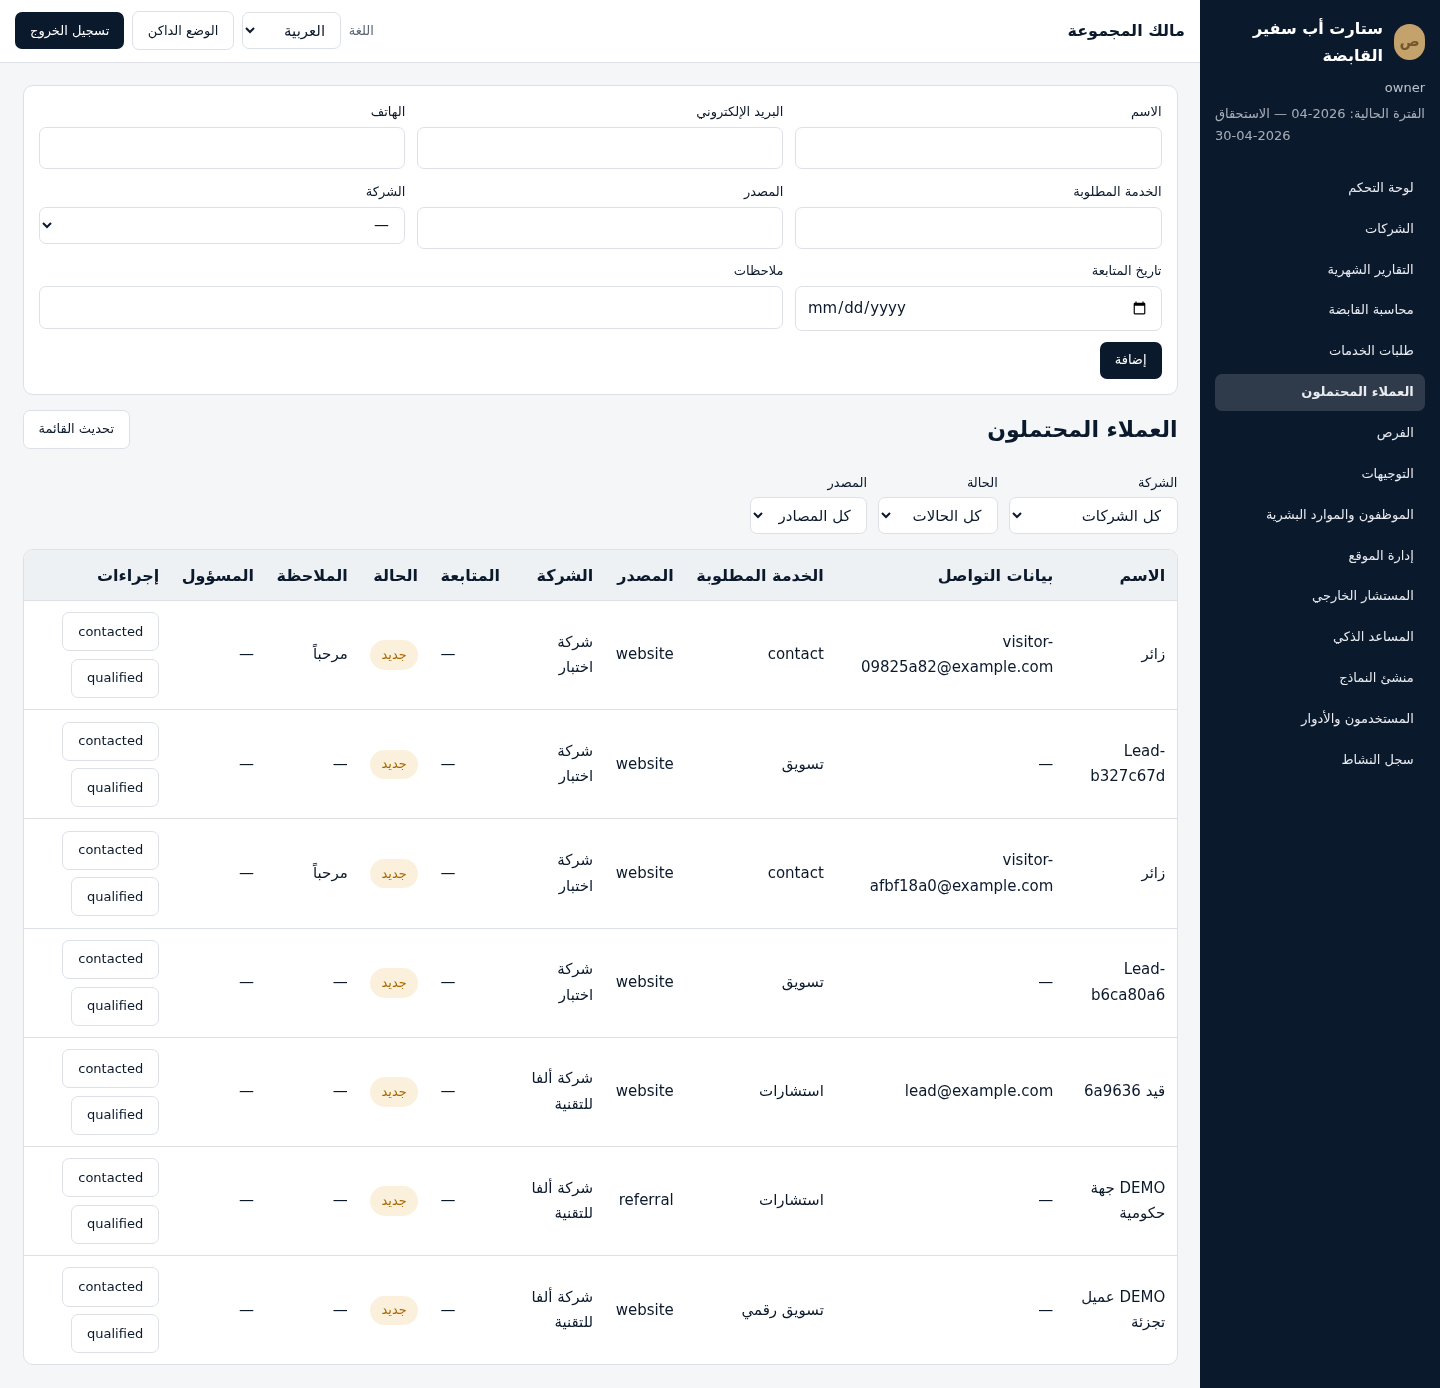 ص
ستارت أب سفير
القابضة
owner
الفترة الحالية: 2026-04 — الاستحقاق
30-04-2026
لوحة التحكم
الشركات
التقارير الشهرية
محاسبة القابضة
طلبات الخدمات
العملاء المحتملون
الفرص
التوجيهات
الموظفون والموارد البشرية
إدارة الموقع
المستشار الخارجي
المساعد الذكي
منشئ النماذج
المستخدمون والأدوار
سجل النشاط
مالك المجموعة
اللغة العربية الوضع الداكن تسجيل الخروج
الاسم البريد الإلكتروني الهاتف
الخدمة المطلوبة المصدر الشركة
—
تاريخ المتابعة ملاحظات
mm/dd/yyyy
إضافة
العملاء المحتملون تحديث القائمة
الشركة الحالة المصدر
كل الشركات كل الحالات كل المصادر
الاسم بيانات التواصل الخدمة المطلوبة المصدر الشركة المتابعة الحالة الملاحظة المسؤول إجراءات
زائر visitor-09825a82@example.com contact website شركة اختبار — جديد مرحباً — contacted qualified
Lead-b327c67d — تسويق website شركة اختبار — جديد — — contacted qualified
زائر visitor-afbf18a0@example.com contact website شركة اختبار — جديد مرحباً — contacted qualified
Lead-b6ca80a6 — تسويق website شركة اختبار — جديد — — contacted qualified
قيد 6a9636 lead@example.com استشارات website شركة ألفا للتقنية — جديد — — contacted qualified
DEMO جهة حكومية — استشارات referral شركة ألفا للتقنية — جديد — — contacted qualified
DEMO عميل تجزئة — تسويق رقمي website شركة ألفا للتقنية — جديد — — contacted qualified